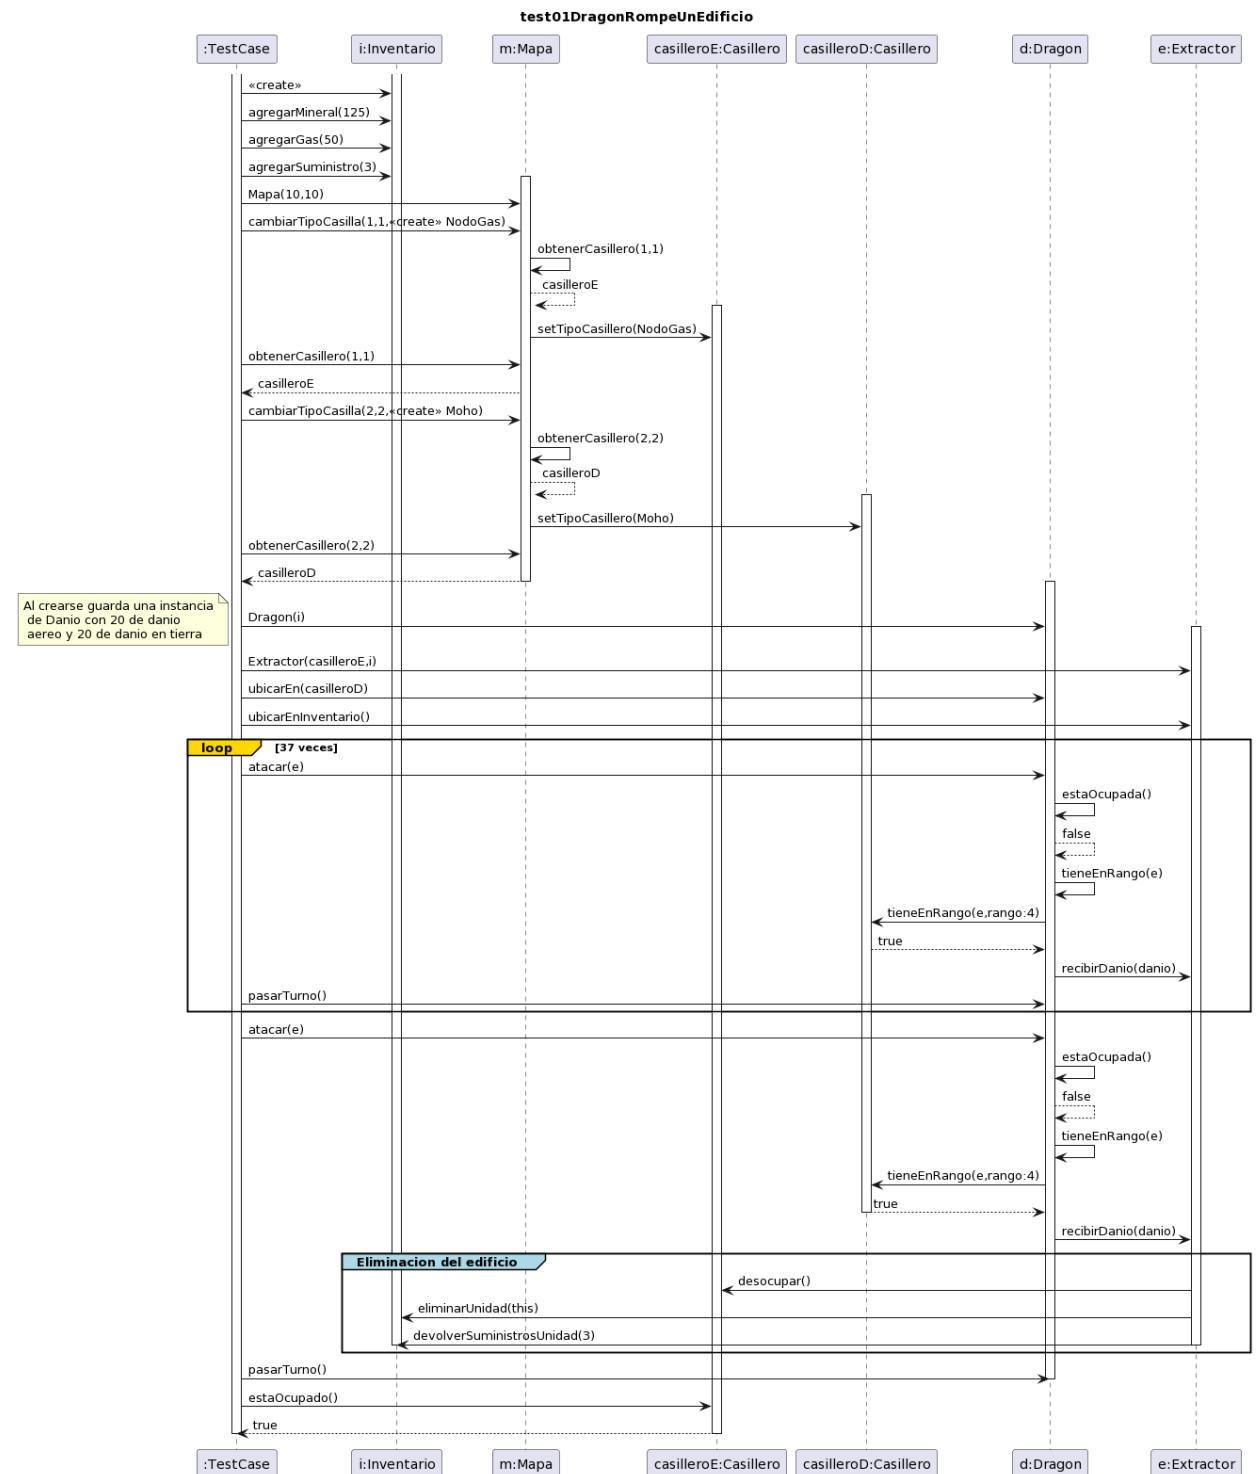 test01DragonRompeUnEdificio
:TestCase
i:Inventario
m:Mapa
casilleroE:Casillero
casilleroD:Casillero
d:Dragon
e:Extractor
«create»
agregarMineral(125)
agregarGas(50)
agregarSuministro(3)
Mapa(10,10)
cambiarTipoCasilla(1,1,«create» NodoGas)
obtenerCasillero(1,1)
casilleroE
setTipoCasillero(NodoGas)
obtenerCasillero(1,1)
casilleroE
cambiarTipoCasilla(2,2,«create» Moho)
obtenerCasillero(2,2)
casilleroD
setTipoCasillero(Moho)
obtenerCasillero(2,2)
casilleroD
Al crearse guarda una instancia
de Danio con 20 de danio
aereo y 20 de danio en tierra
Dragon(i)
Extractor(casilleroE,i)
ubicarEn(casilleroD)
ubicarEnInventario()
loop [37 veces]
atacar(e)
estaOcupada()
false
tieneEnRango(e)
tieneEnRango(e,rango:4)
true
recibirDanio(danio)
pasarTurno()
atacar(e)
estaOcupada()
false
tieneEnRango(e)
tieneEnRango(e,rango:4)
true
recibirDanio(danio)
Eliminacion del edificio
desocupar()
eliminarUnidad(this)
devolverSuministrosUnidad(3)
pasarTurno()
estaOcupado()
true
:TestCase
i:Inventario
m:Mapa
casilleroE:Casillero
casilleroD:Casillero
d:Dragon
e:Extractor